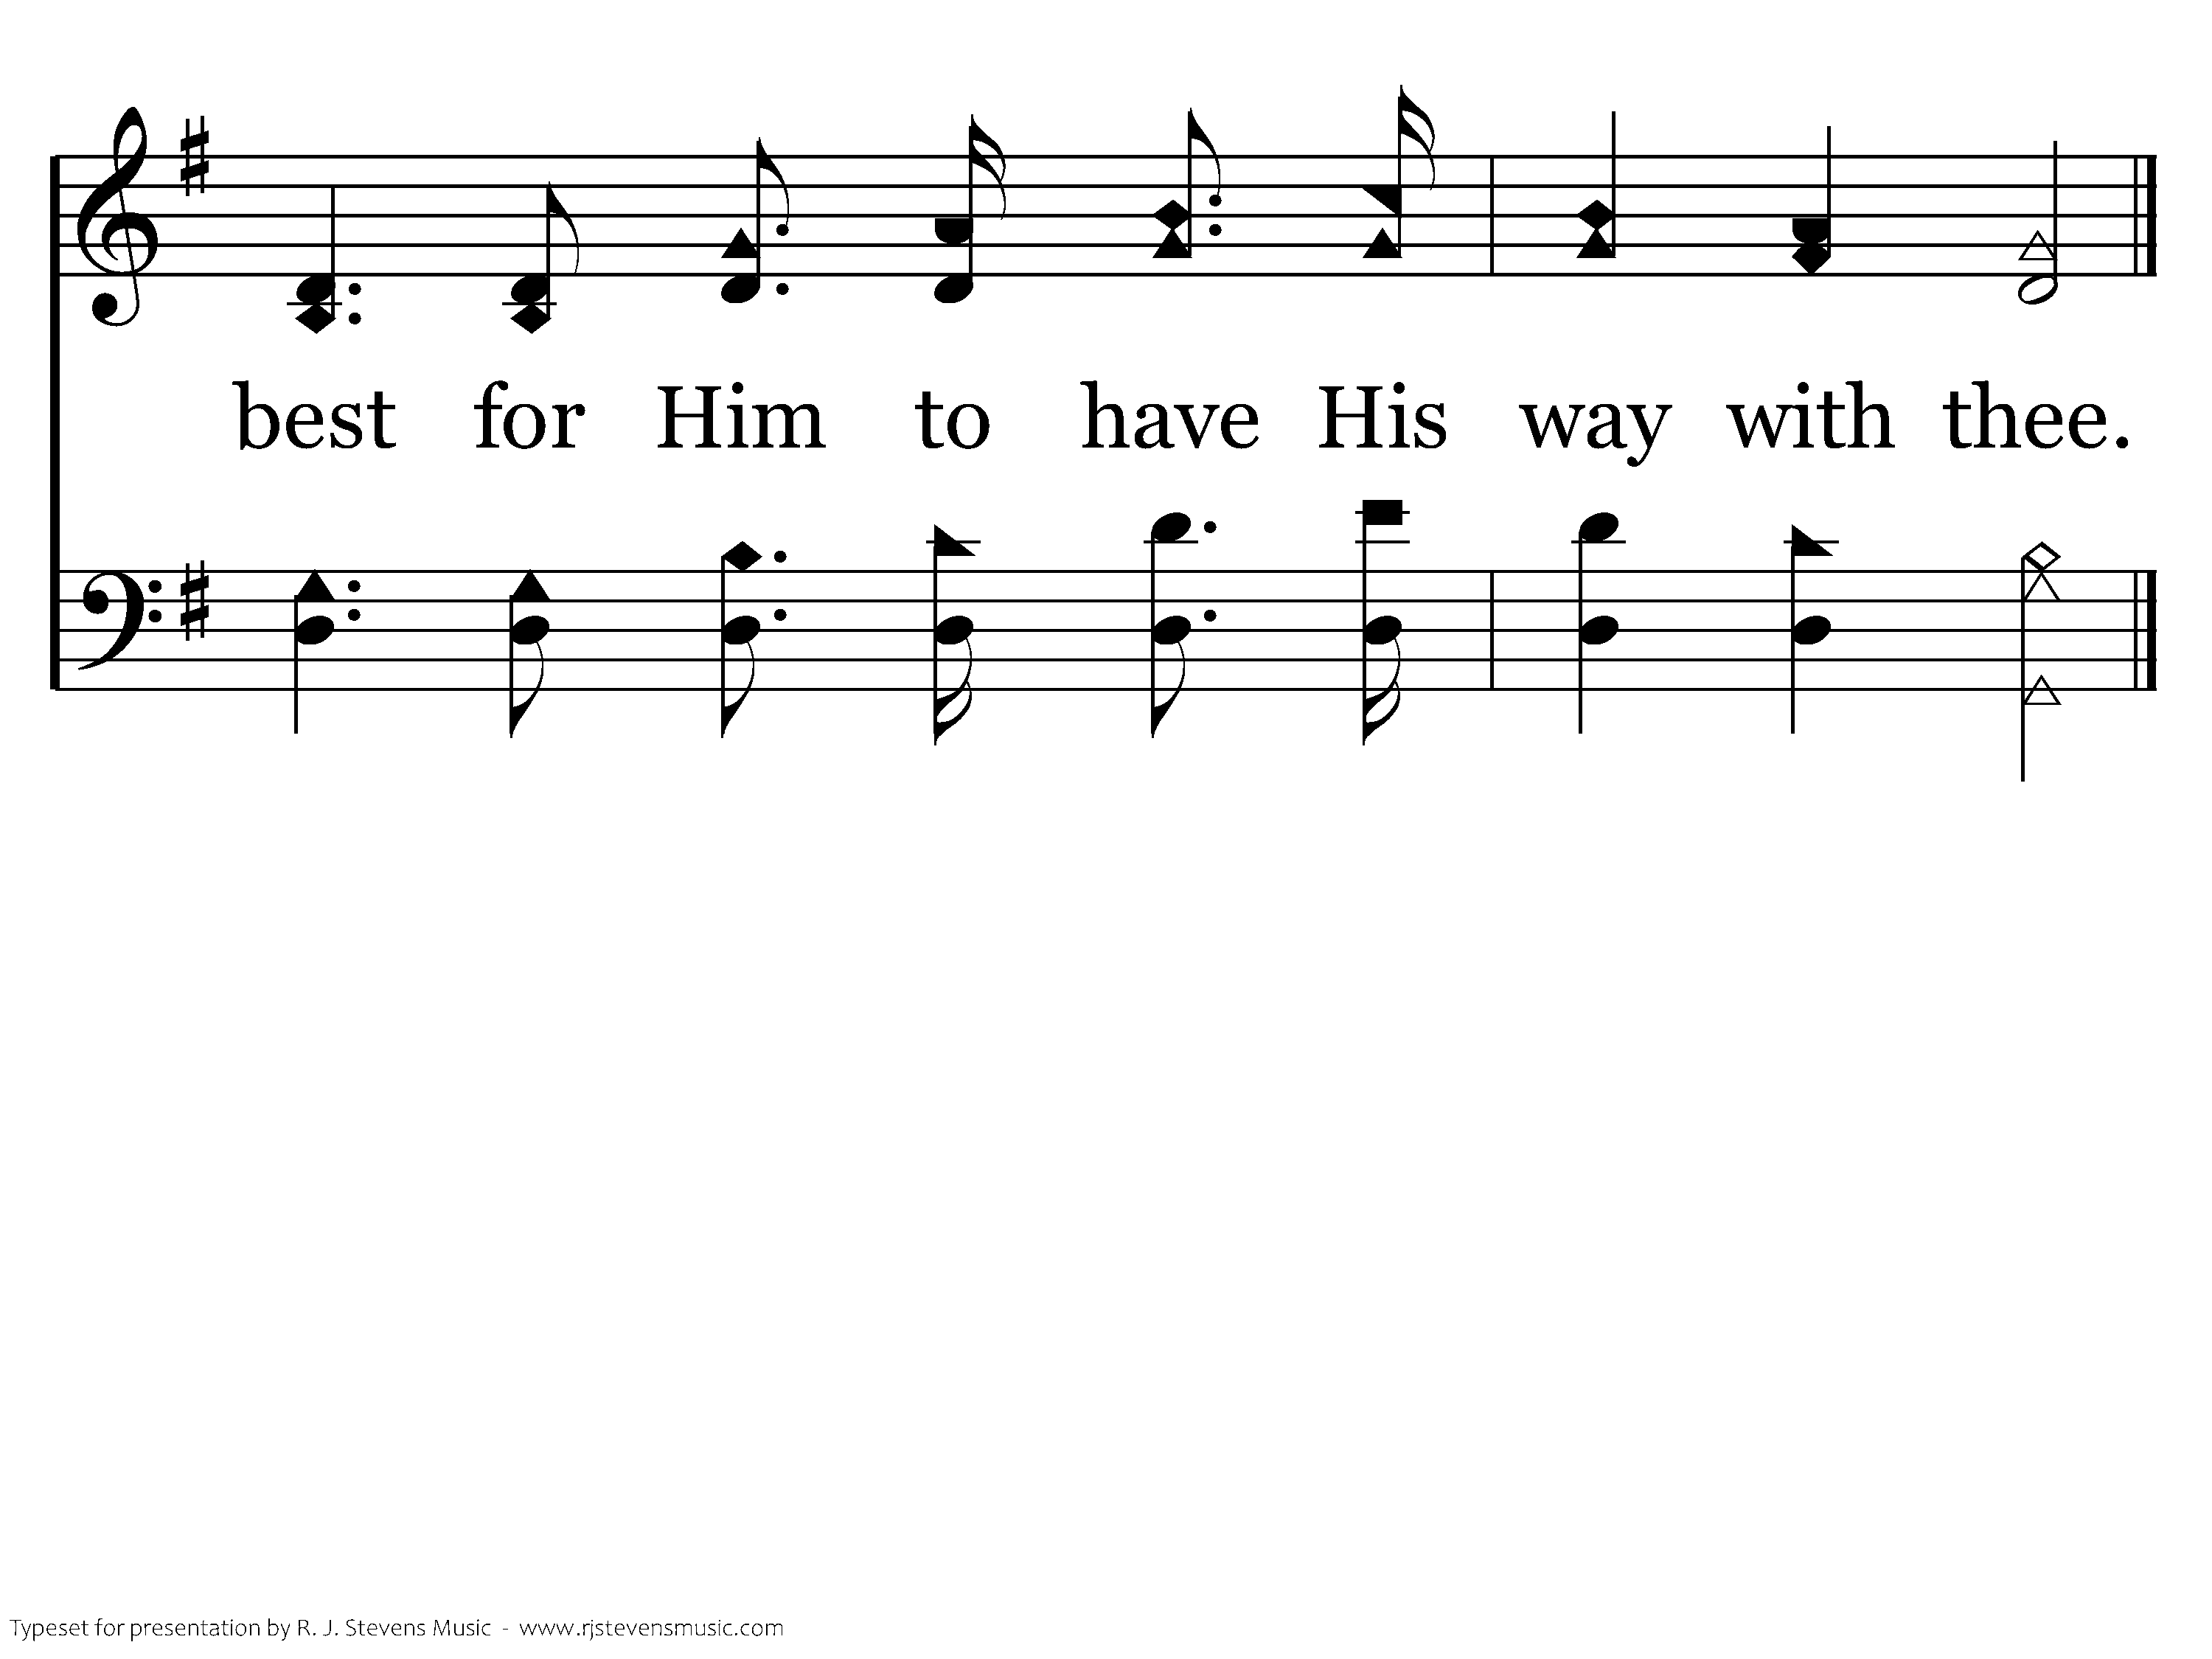 best for Him to have His way with thee.
Typeset for presentation by R. J. Stevens Music - www.rjstevensmusic.com